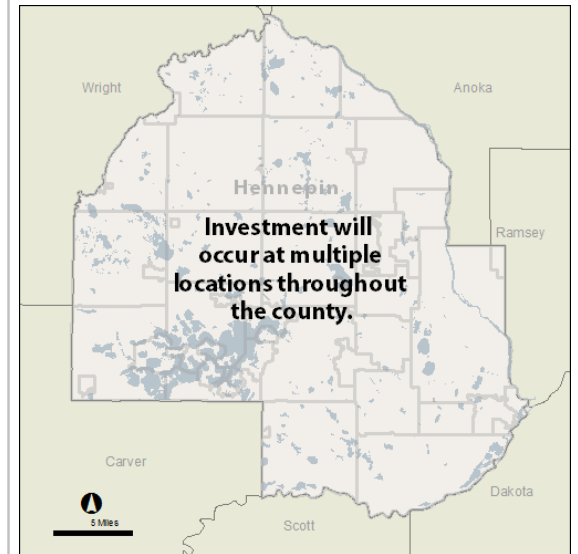 Wright
Anoka
Hennepin
Ramsey
Investment will
occur at multiple
locations throughout
the county.
Carver
Dakota
Scott
5 Miles